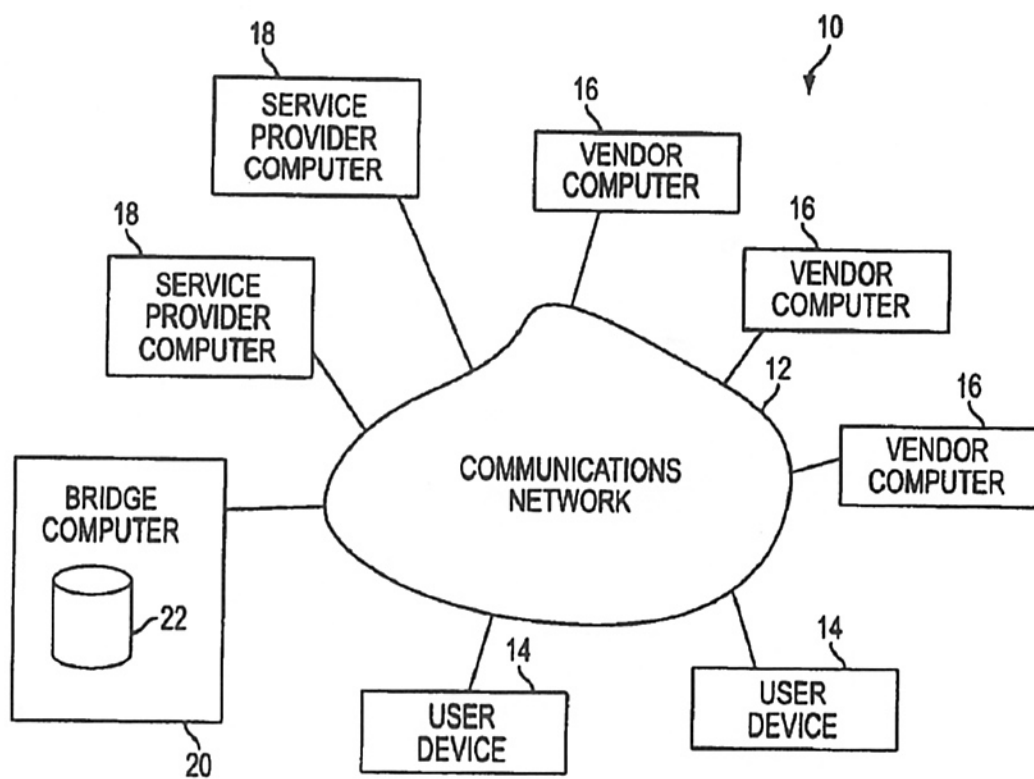 10
18
SERVICE
PROVIDER
COMPUTER
16
VENDOR
COMPUTER
18
SERVICE
PROVIDER
COMPUTER
16
VENDOR
COMPUTER
12
16
VENDOR
COMPUTER
COMMUNICATIONS
NETWORK
BRIDGE
COMPUTER
22
20
14
USER
DEVICE
14
USER
DEVICE